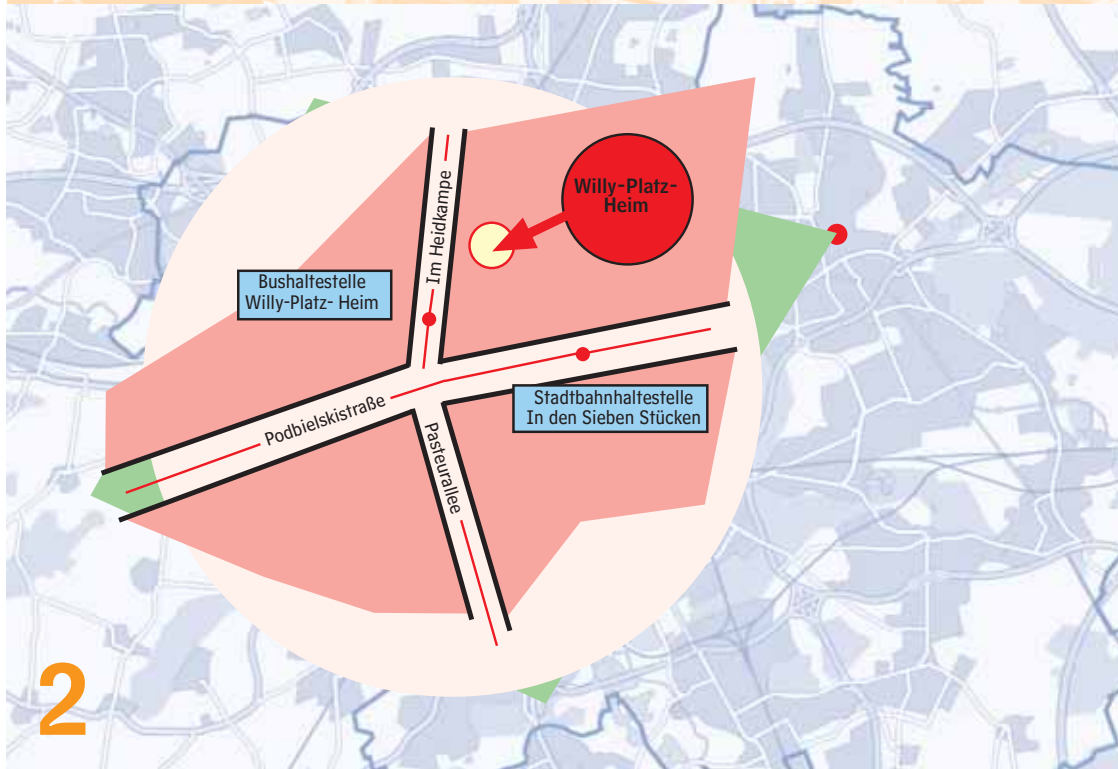 Im Heidkampe
Willy-Platz-
Heim
Bushaltestelle
Willy-Platz- Heim
Stadtbahnhaltestelle
In den Sieben Stücken
Podbielskistraße
Pasteurallee
2